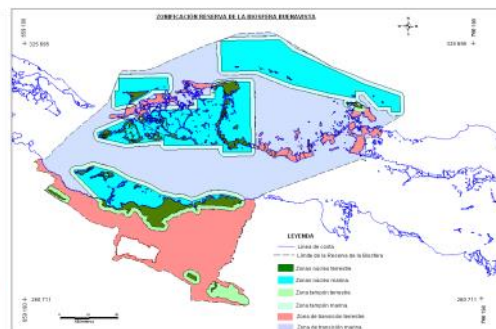 ZONIFICACIÓN RESERVA DE LA BIOSFERA BUENAVISTA
LEYENDA
Línea de costa
Límite de la Reserva de la Biosfera
Zonas núcleo terrestre
Zonas núcleo marina
Zona tampón terrestre
Zona tampón marina
Zona de transición terrestre
Zona de transición marina